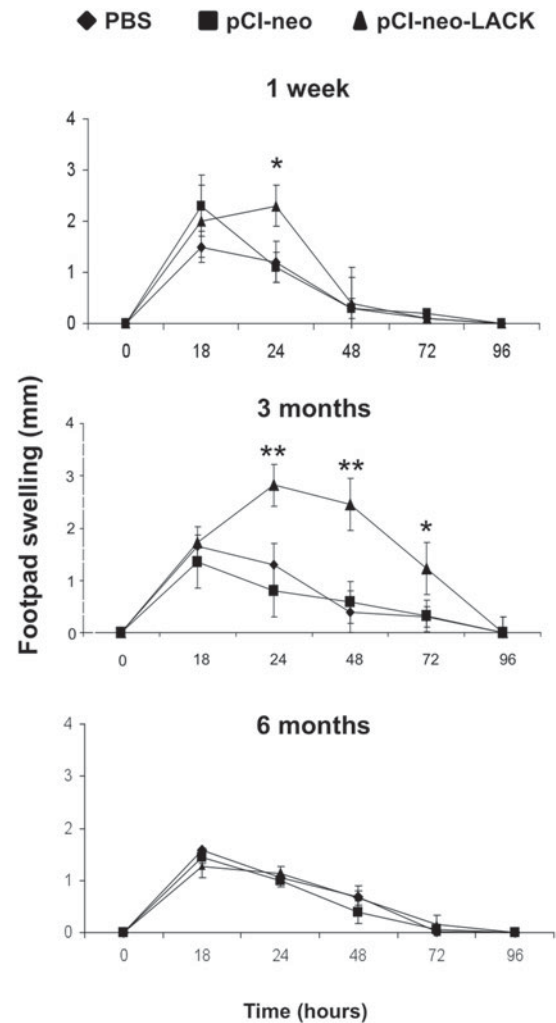 PBS pCI-neo pCI-neo-LACK
1 week
4
3
2
1
0
*
0 18 24 48 72 96
3 months
4
3
2
1
0
** ** *
0 18 24 48 72 96
6 months
4
3
2
1
0
0 18 24 48 72 96
Footpad swelling (mm)
Time (hours)